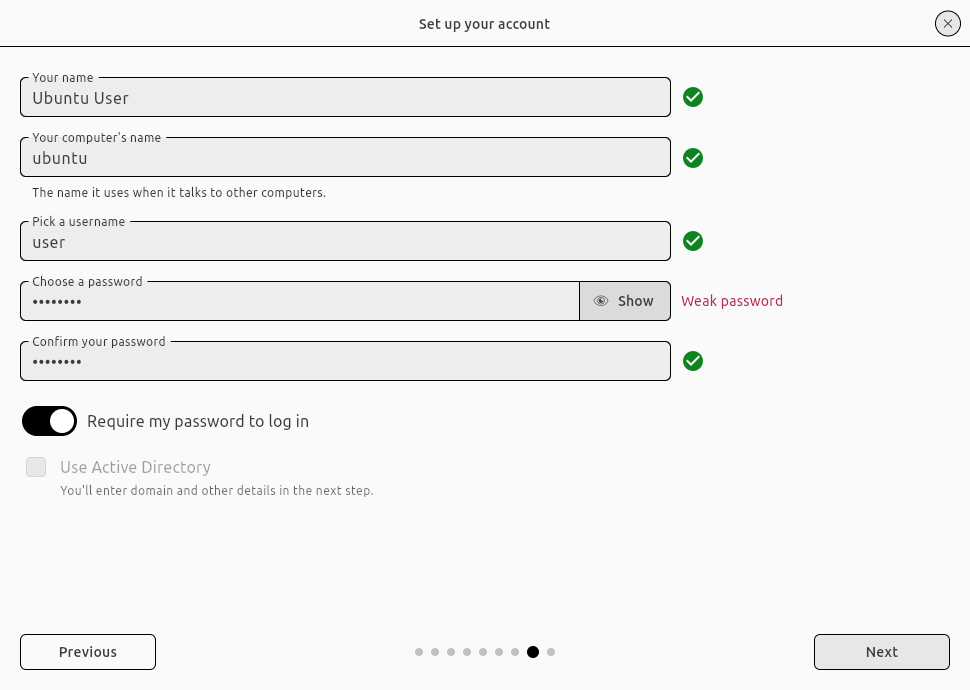 Set up your account
Your name
Ubuntu User
Your computer's name
ubuntu
The name it uses when it talks to other computers.
Pick a username
user
Choose a password
••••••••
Show
Weak password
Confirm your password
••••••••
Require my password to log in
Use Active Directory
You'll enter domain and other details in the next step.
Previous
Next